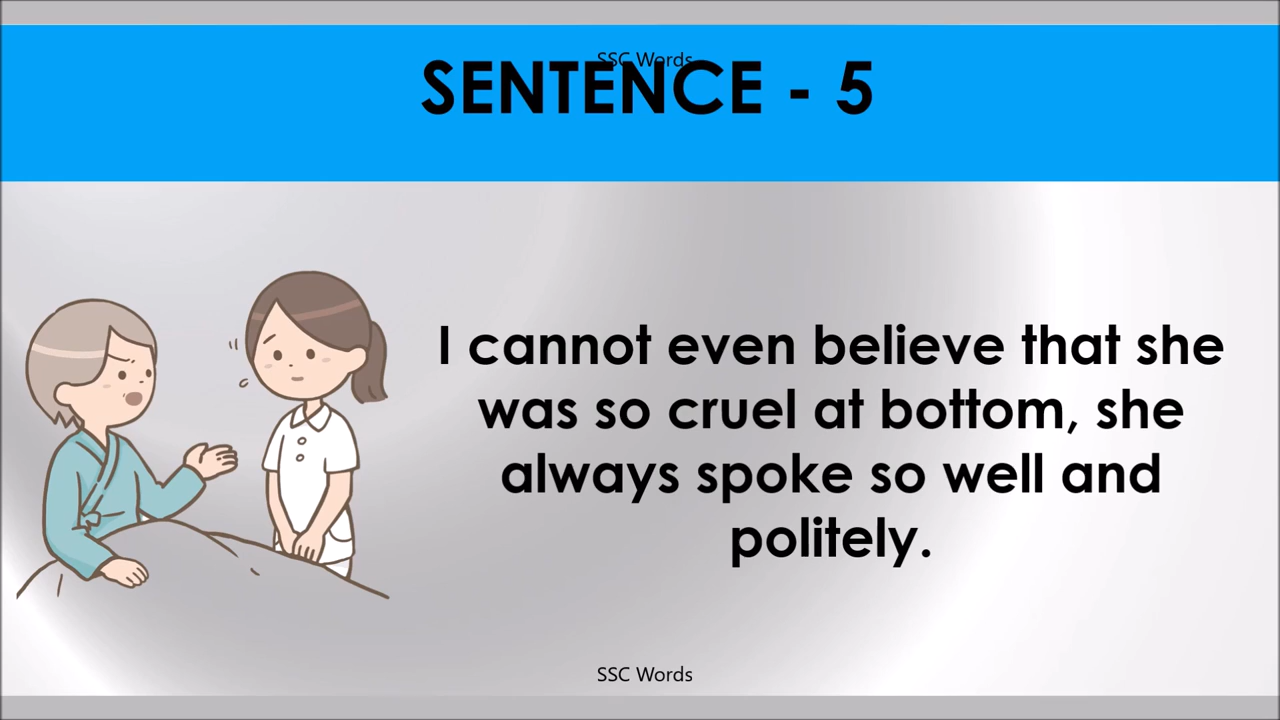 SSC Words
SENTENCE - 5
I cannot even believe that she
was so cruel at bottom, she
always spoke so well and
politely.
SSC Words